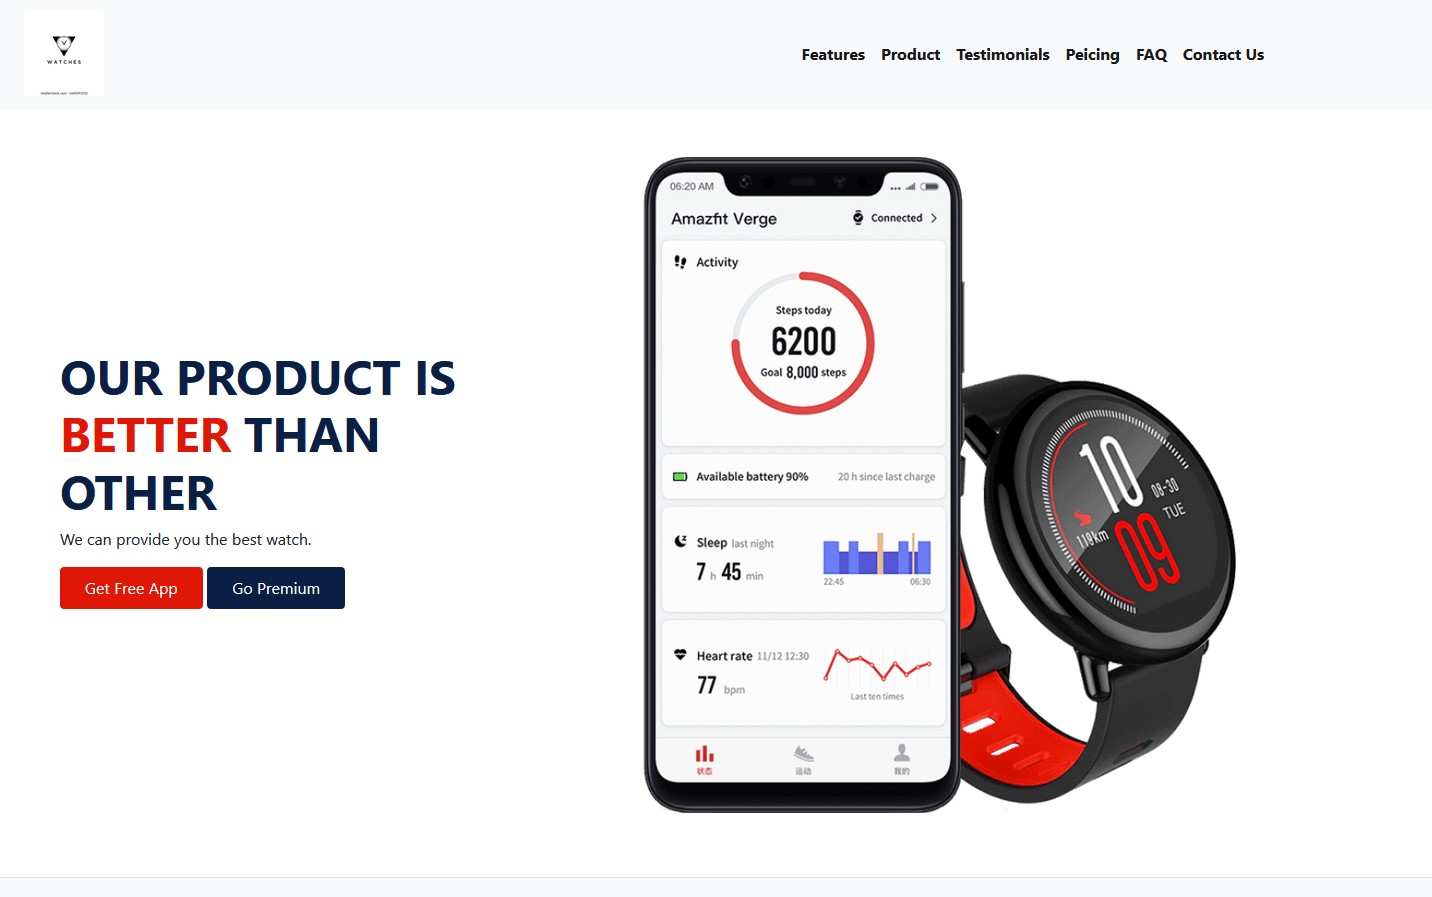 WATCHES
Features Product Testimonials Peicing FAQ Contact Us
06:20 AM
Amazfit Verge
Connected
Activity
Steps today
6200
Goal 8,000 steps
Available battery 90% 20 h since last charge
Sleep last night
7 h 45 min
22:45 06:30
Heart rate 11/12 12:30
77 bpm
Last ten times
状态 运动 我的
10
08-30
TUE
09
OUR PRODUCT IS
BETTER THAN
OTHER
We can provide you the best watch.
Get Free App Go Premium